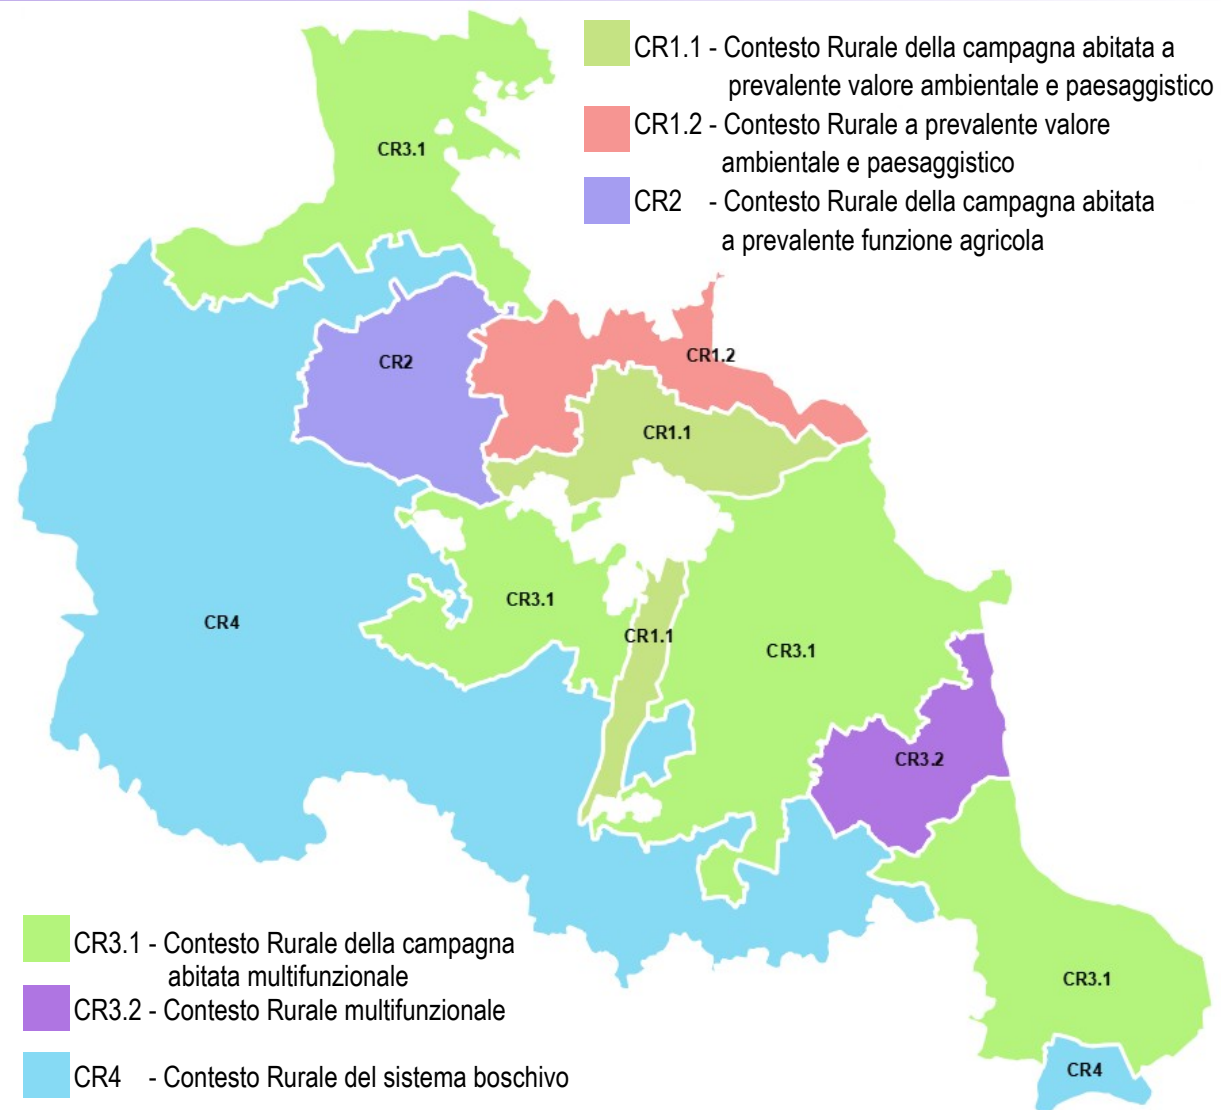 CR1.1 - Contesto Rurale della campagna abitata a
prevalente valore ambientale e paesaggistico
CR1.2 - Contesto Rurale a prevalente valore
ambientale e paesaggistico
CR2 - Contesto Rurale della campagna abitata
a prevalente funzione agricola
CR3.1
CR2
CR1.2
CR1.1
CR3.1
CR4
CR1.1
CR3.1
CR3.2
CR3.1
CR4
CR3.1 - Contesto Rurale della campagna
abitata multifunzionale
CR3.2 - Contesto Rurale multifunzionale
CR4 - Contesto Rurale del sistema boschivo